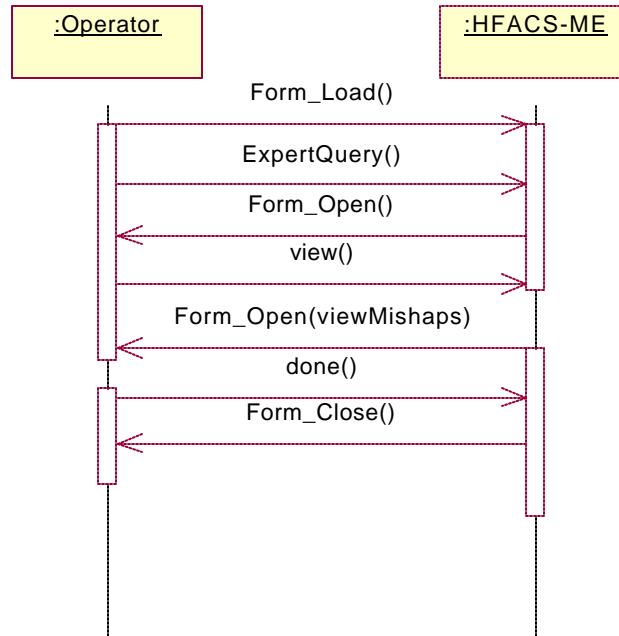 :Operator
:HFACS-ME
Form_Load()
ExpertQuery()
Form_Open()
view()
Form_Open(viewMishaps)
done()
Form_Close()